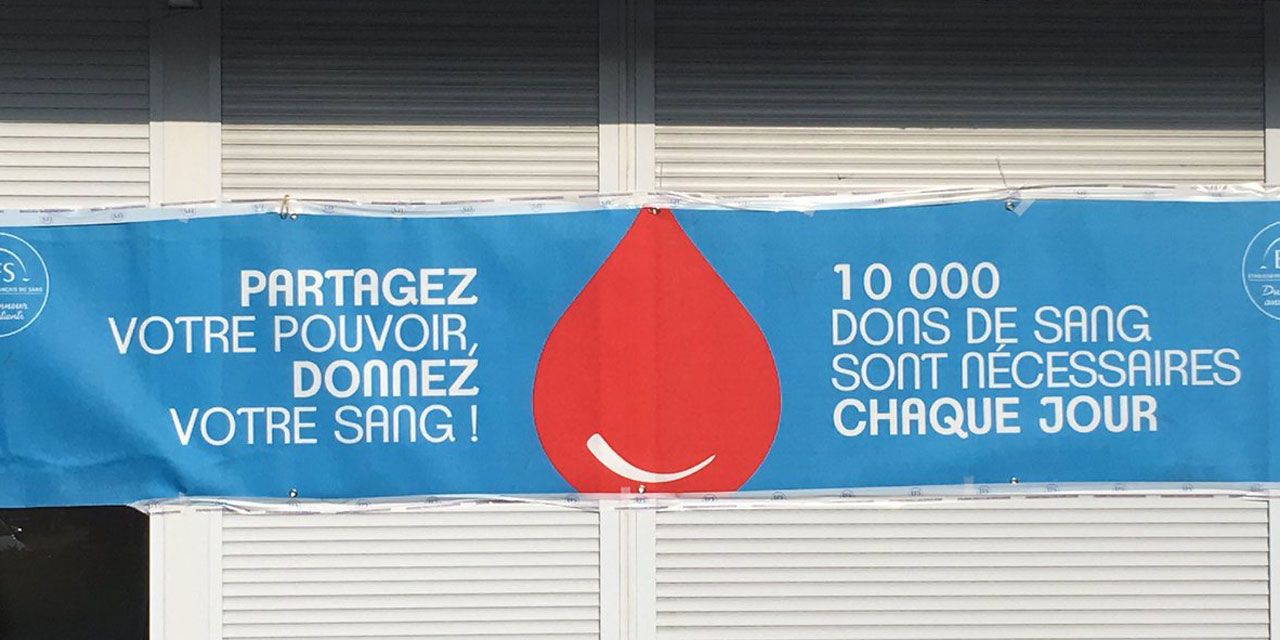 PARTAGEZ
VOTRE POUVOIR,
DONNEZ
VOTRE SANG !
10 000
DONS DE SANG
SONT NÉCESSAIRES
CHAQUE JOUR